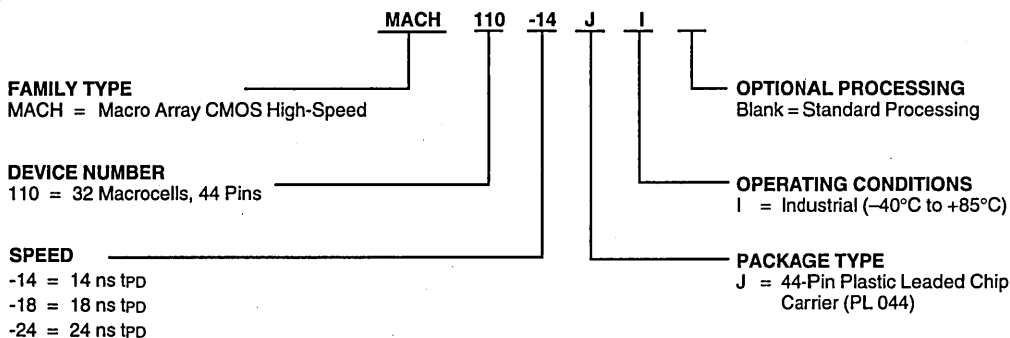 MACH 110 -14 J I
FAMILY TYPE
MACH = Macro Array CMOS High-Speed
DEVICE NUMBER
110 = 32 Macrocells, 44 Pins
SPEED
-14 = 14 ns tPD
-18 = 18 ns tPD
-24 = 24 ns tPD
OPTIONAL PROCESSING
Blank = Standard Processing
OPERATING CONDITIONS
I = Industrial (–40°C to +85°C)
PACKAGE TYPE
J = 44-Pin Plastic Leaded Chip
Carrier (PL 044)